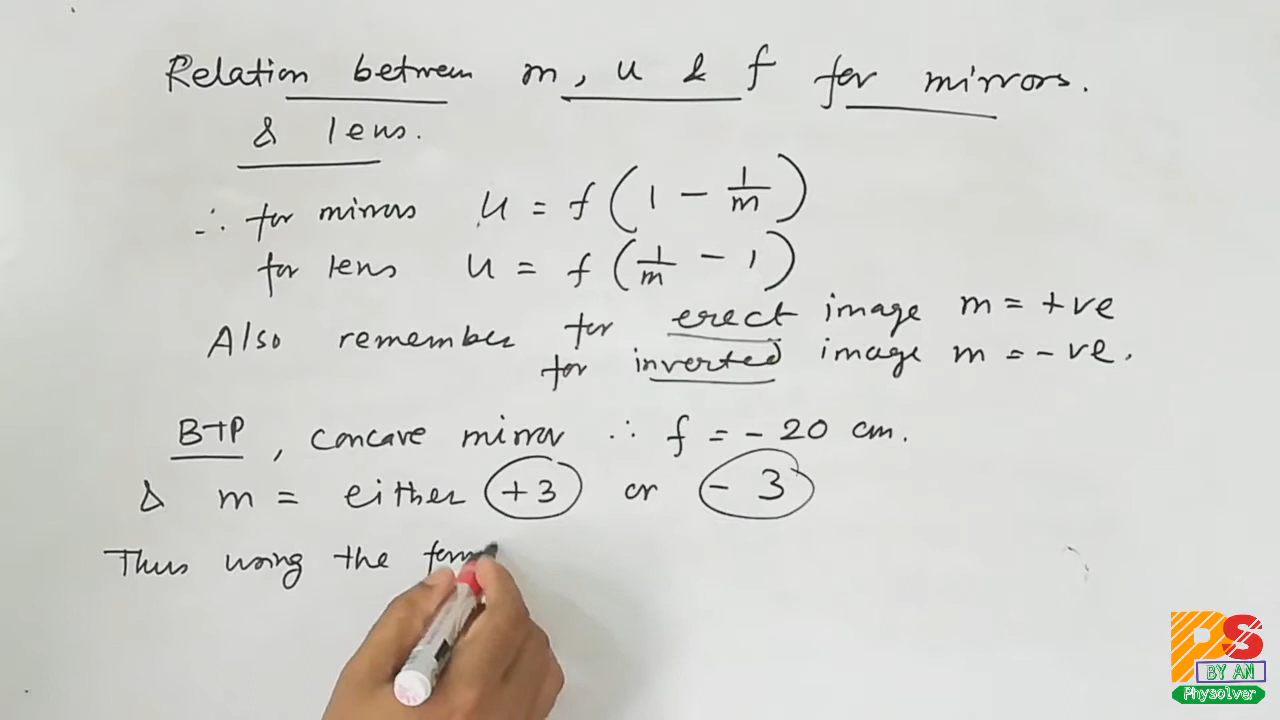 Relation between m, u & f for mirrors.
& lens.
∴ for mirrors u = f(1 - 1/m)
for lens u = f(1/m - 1)
Also remember for erect image m = +ve
for inverted image m = -ve.
BTP, Concave mirror ∴ f = -20 cm.
& m = either +3 or -3
Thus using the
PS
BY AN
Physolver